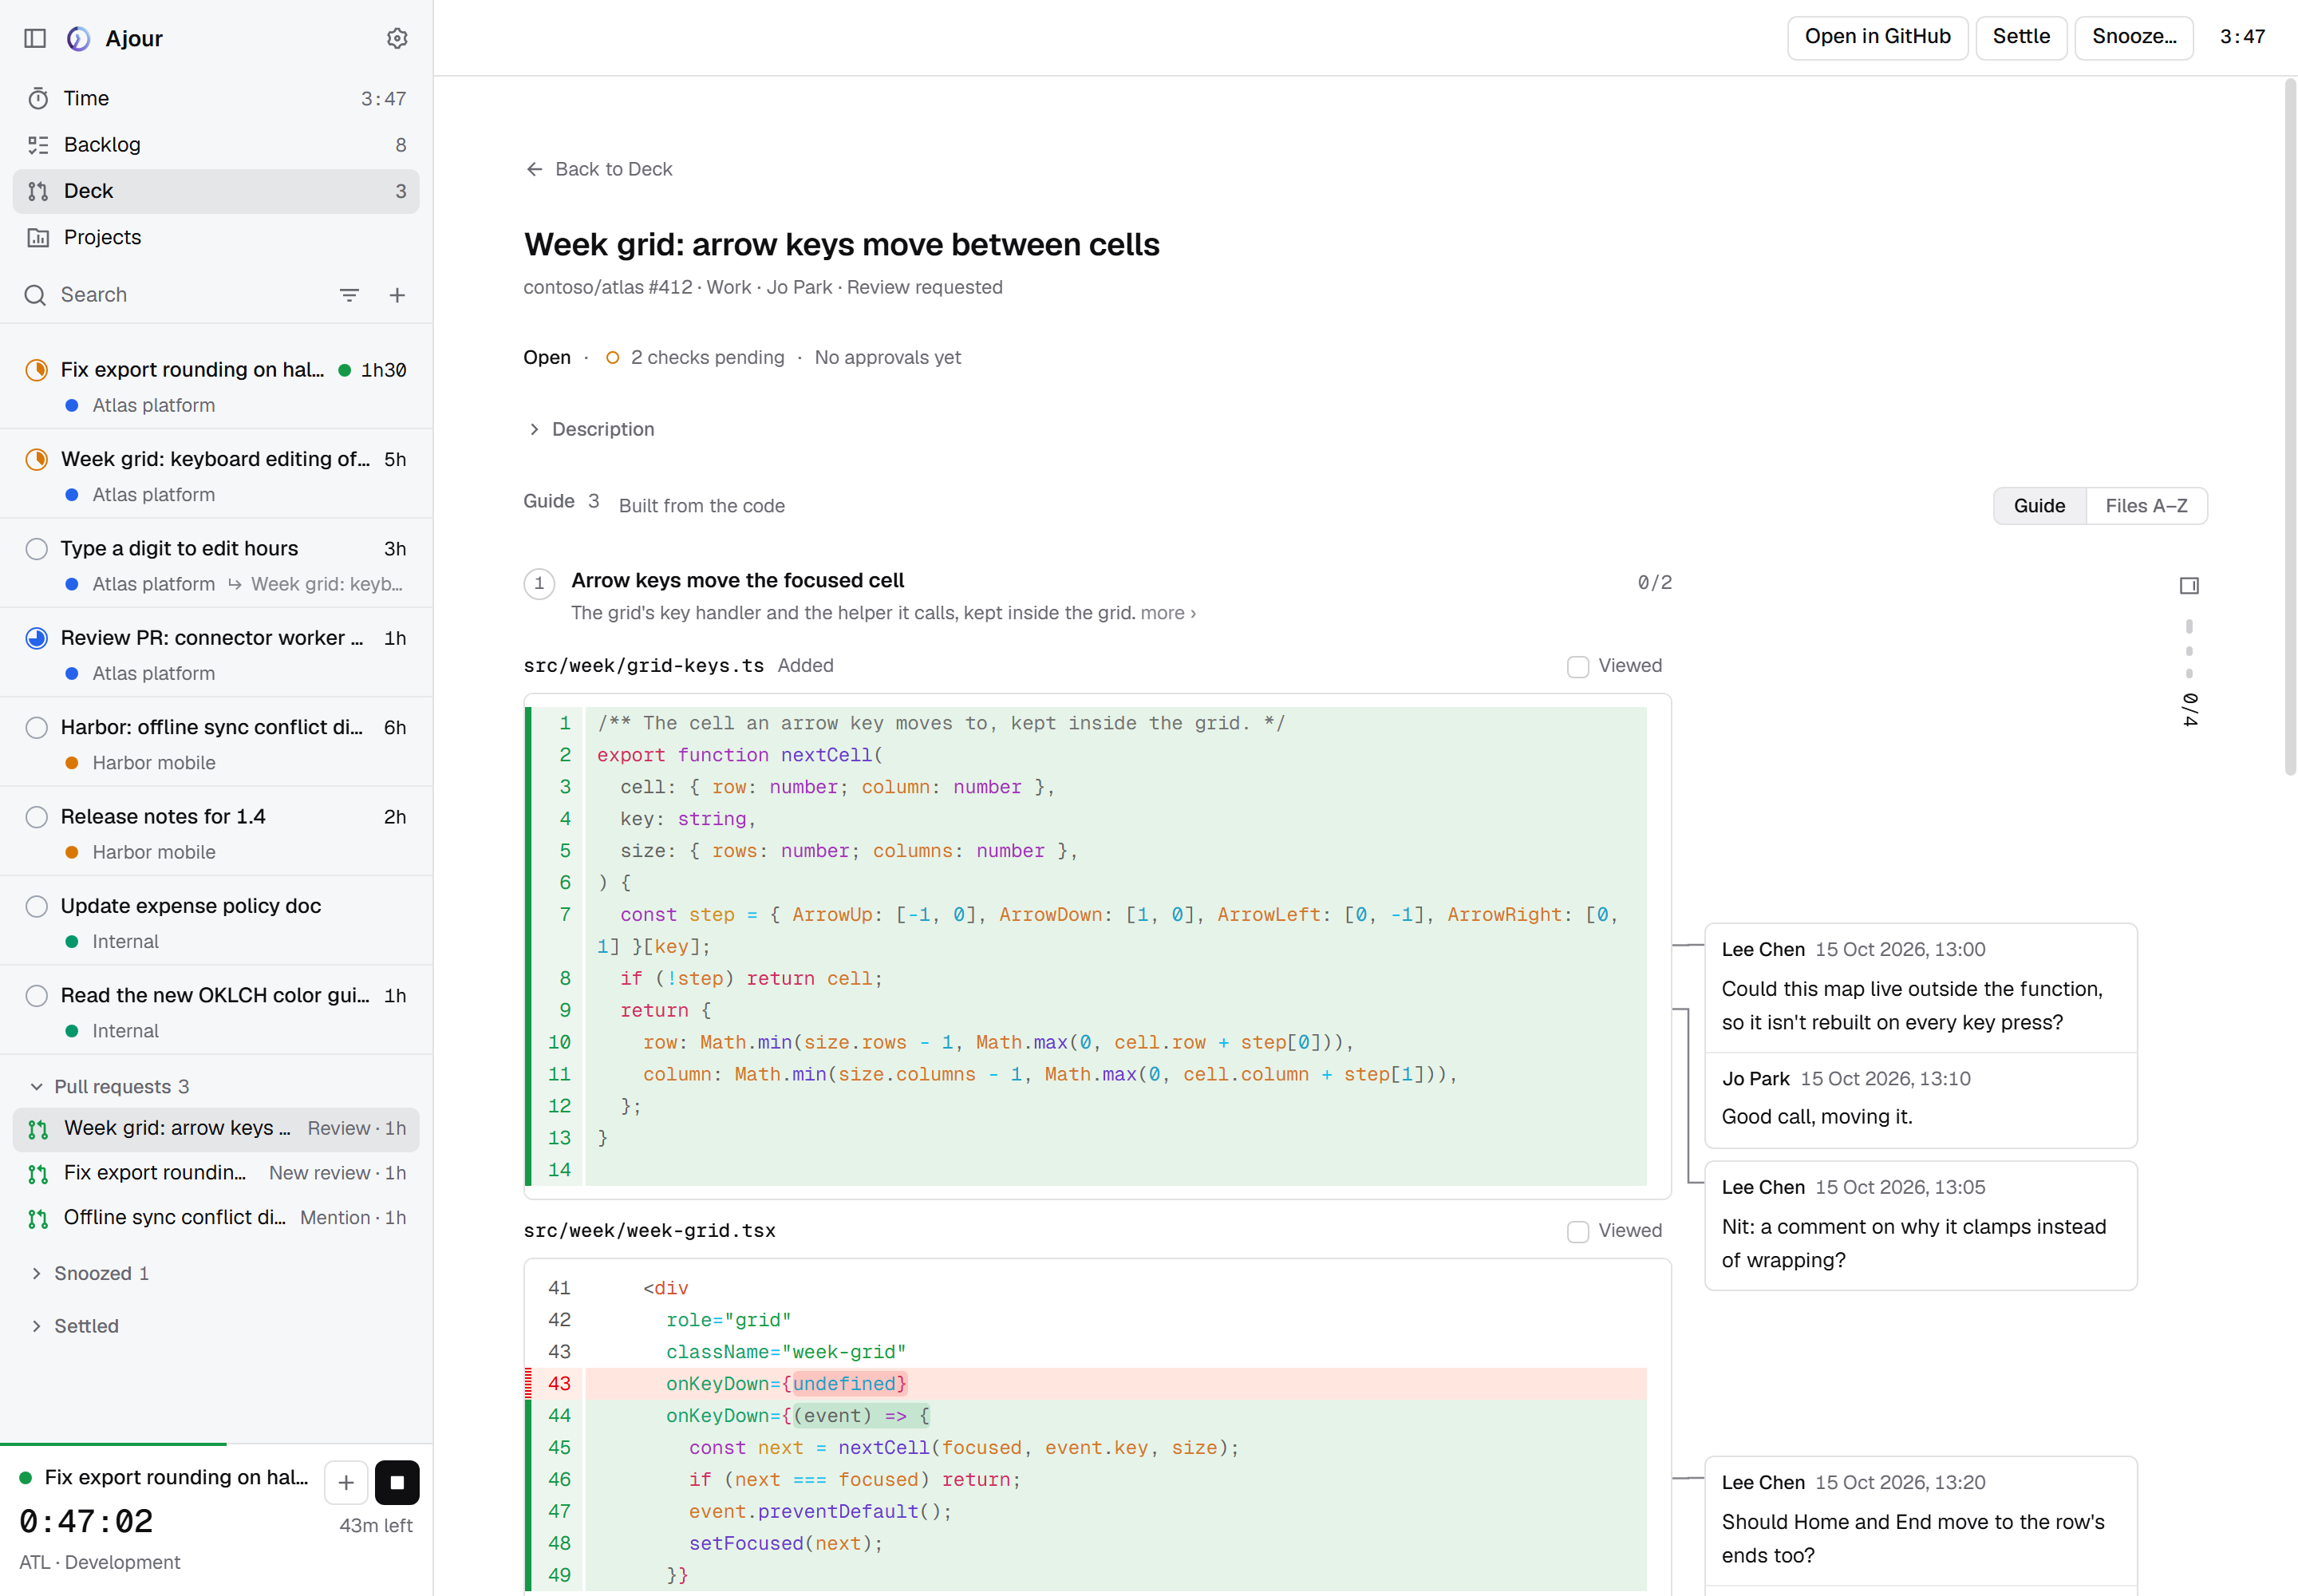 Ajour
Time 3:47
Backlog 8
Deck 3
Projects
Search
Fix export rounding on hal... 1h30
Atlas platform
Week grid: keyboard editing of... 5h
Atlas platform
Type a digit to edit hours 3h
Atlas platform ↳ Week grid: keyb...
Review PR: connector worker ... 1h
Atlas platform
Harbor: offline sync conflict di... 6h
Harbor mobile
Release notes for 1.4 2h
Harbor mobile
Update expense policy doc
Internal
Read the new OKLCH color gui... 1h
Internal
Pull requests 3
Week grid: arrow keys ... Review · 1h
Fix export roundin... New review · 1h
Offline sync conflict di... Mention · 1h
Snoozed 1
Settled
Fix export rounding on hal...
0:47:02 43m left
ATL · Development
Open in GitHub Settle Snooze... 3:47
← Back to Deck
Week grid: arrow keys move between cells
contoso/atlas #412 · Work · Jo Park · Review requested
Open · 2 checks pending · No approvals yet
Description
Guide 3 Built from the code Guide Files A–Z
1 Arrow keys move the focused cell 0/2
The grid's key handler and the helper it calls, kept inside the grid. more ›
0/4
src/week/grid-keys.ts Added Viewed
1 /** The cell an arrow key moves to, kept inside the grid. */
2 export function nextCell(
3 cell: { row: number; column: number },
4 key: string,
5 size: { rows: number; columns: number },
6 ) {
7 const step = { ArrowUp: [-1, 0], ArrowDown: [1, 0], ArrowLeft: [0, -1], ArrowRight: [0,
1] }[key];
8 if (!step) return cell;
9 return {
10 row: Math.min(size.rows - 1, Math.max(0, cell.row + step[0])),
11 column: Math.min(size.columns - 1, Math.max(0, cell.column + step[1])),
12 };
13 }
14
Lee Chen 15 Oct 2026, 13:00
Could this map live outside the function,
so it isn't rebuilt on every key press?
Jo Park 15 Oct 2026, 13:10
Good call, moving it.
Lee Chen 15 Oct 2026, 13:05
Nit: a comment on why it clamps instead
of wrapping?
src/week/week-grid.tsx Viewed
41 <div
42 role="grid"
43 className="week-grid"
43 onKeyDown={undefined}
44 onKeyDown={(event) => {
45 const next = nextCell(focused, event.key, size);
46 if (next === focused) return;
47 event.preventDefault();
48 setFocused(next);
49 }}
Lee Chen 15 Oct 2026, 13:20
Should Home and End move to the row's
ends too?